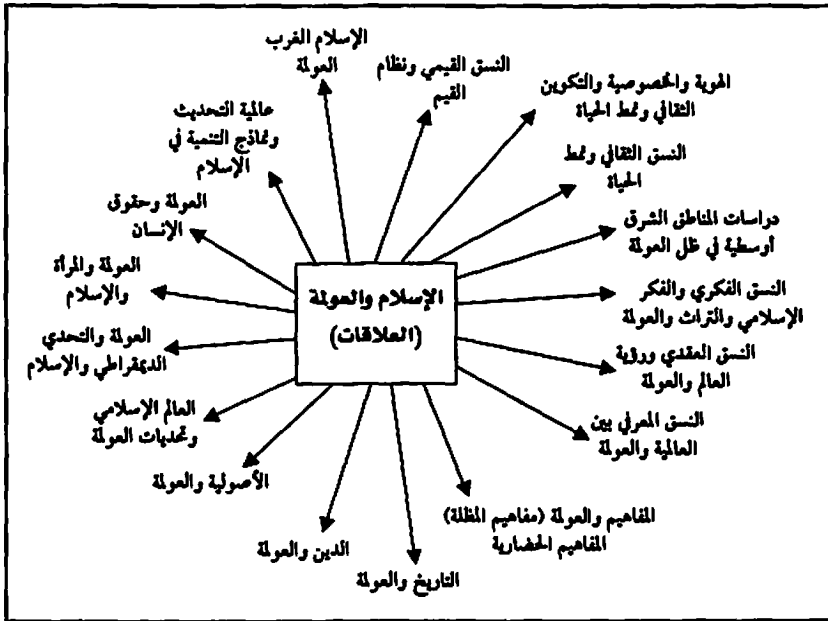 الإسلام الغرب
العولمة
النسق القيمي ونظام
القيم
الهوية والخصوصية والتكوين
الثقافي ونمط الحياة
عالمية التحديث
ونماذج التنمية في
الإسلام
النسق الثقافي ونمط
الحياة
العولمة وحقوق
الإنسان
دراسات المناطق الشرق
أوسطية في ظل العولمة
العولمة والمرأة
والإسلام
الإسلام والعولمة
(العلاقات)
النسق الفكري والفكر
الإسلامي والتراث والعولمة
العولمة والتحدي
الديمقراطي والإسلام
النسق العقدي ورؤية
العالم والعولمة
العالم الإسلامي
وتحديات العولمة
النسق المعرفي بين
العالمية والعولمة
الأصولية والعولمة
المفاهيم والعولمة (مفاهيم المظلة)
المفاهيم الحضارية
الدين والعولمة
التاريخ والعولمة